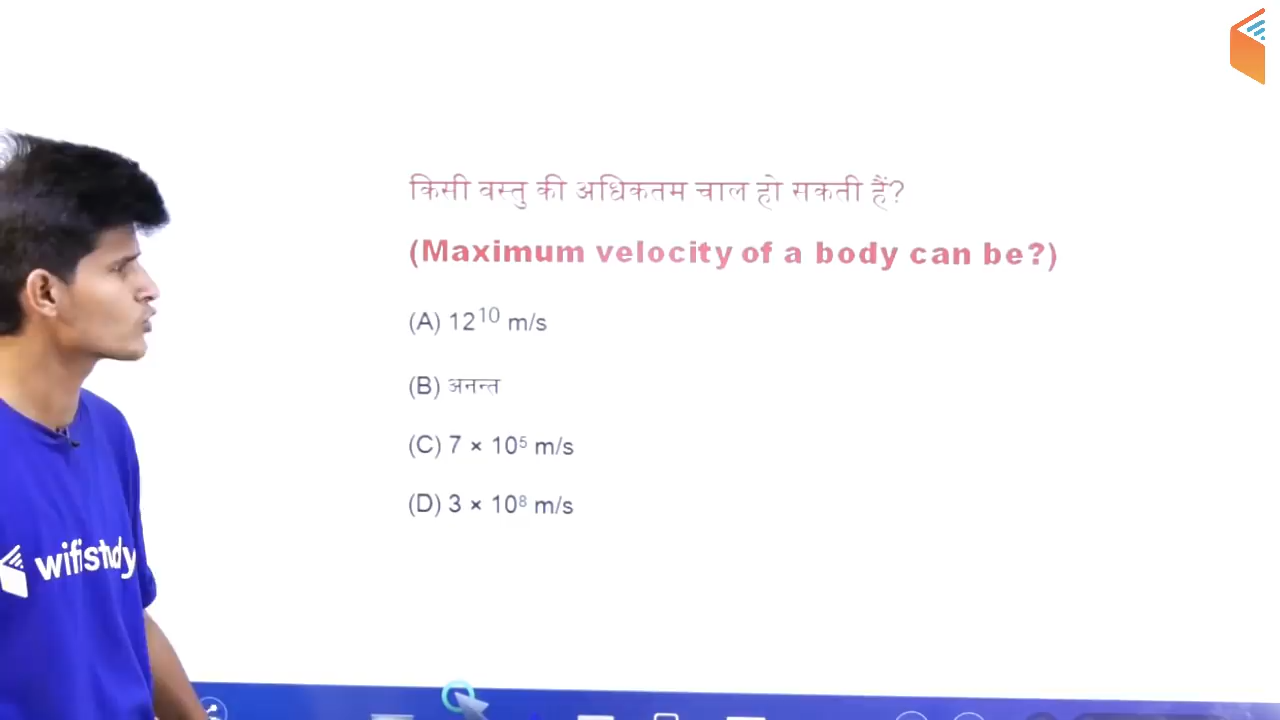 किसी वस्तु की अधिकतम चाल हो सकती हैं?
(Maximum velocity of a body can be?)
(A) 12¹⁰ m/s
(B) अनन्त
(C) 7 × 10⁵ m/s
(D) 3 × 10⁸ m/s
wifistudy